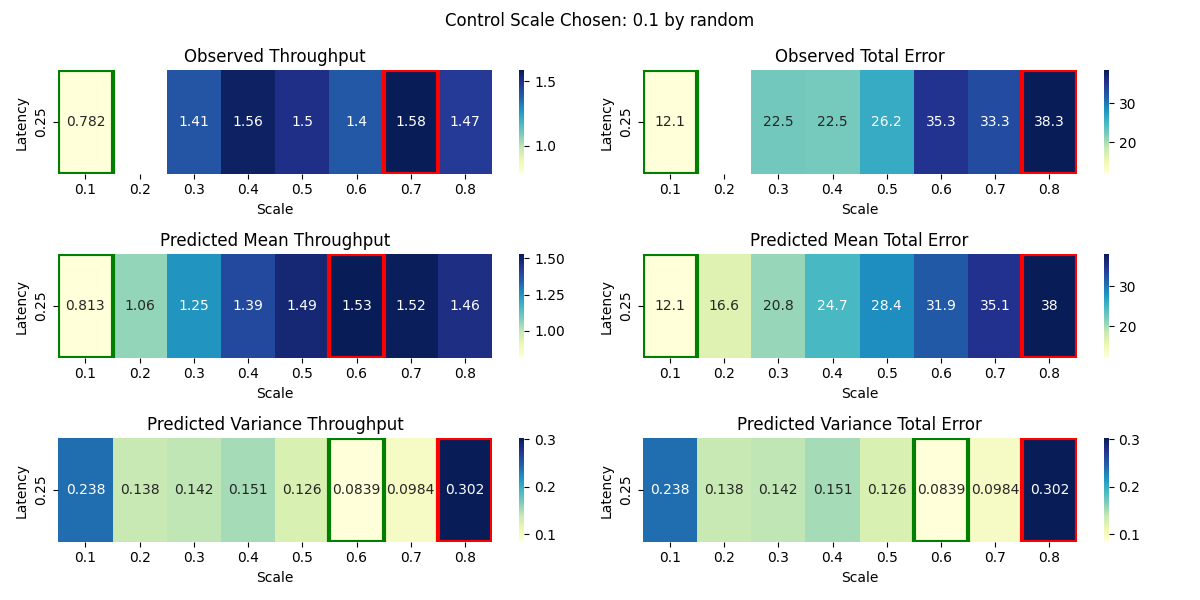 Control Scale Chosen: 0.1 by random
Observed Throughput
Latency
0.25
0.782 1.41 1.56 1.5 1.4 1.58 1.47
0.1 0.2 0.3 0.4 0.5 0.6 0.7 0.8
Scale
1.5
1.0
Observed Total Error
Latency
0.25
12.1 22.5 22.5 26.2 35.3 33.3 38.3
0.1 0.2 0.3 0.4 0.5 0.6 0.7 0.8
Scale
30
20
Predicted Mean Throughput
Latency
0.25
0.813 1.06 1.25 1.39 1.49 1.53 1.52 1.46
0.1 0.2 0.3 0.4 0.5 0.6 0.7 0.8
Scale
1.50
1.25
1.00
Predicted Mean Total Error
Latency
0.25
12.1 16.6 20.8 24.7 28.4 31.9 35.1 38
0.1 0.2 0.3 0.4 0.5 0.6 0.7 0.8
Scale
30
20
Predicted Variance Throughput
Latency
0.25
0.238 0.138 0.142 0.151 0.126 0.0839 0.0984 0.302
0.1 0.2 0.3 0.4 0.5 0.6 0.7 0.8
Scale
0.3
0.2
0.1
Predicted Variance Total Error
Latency
0.25
0.238 0.138 0.142 0.151 0.126 0.0839 0.0984 0.302
0.1 0.2 0.3 0.4 0.5 0.6 0.7 0.8
Scale
0.3
0.2
0.1